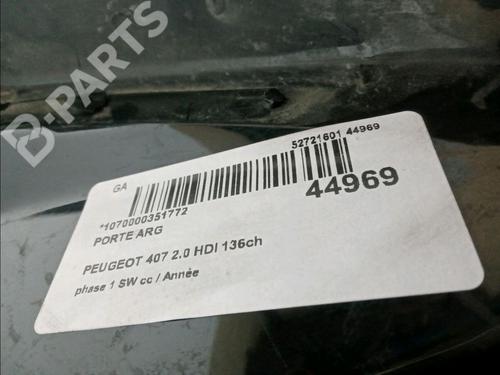 B-PARTS
GA
52721601 44969
44969
*1070000351772
PORTE ARG
PEUGEOT 407 2.0 HDI 136ch
phase 1 SW cc / Année